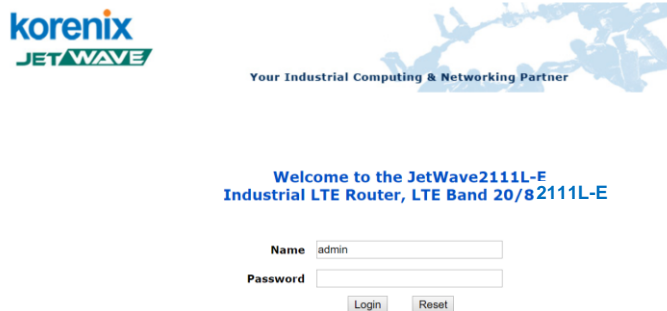 korenix
JETWAVE
Your Industrial Computing & Networking Partner
Welcome to the JetWave2111L-E
Industrial LTE Router, LTE Band 20/8 2111L-E
Name admin
Password
Login Reset